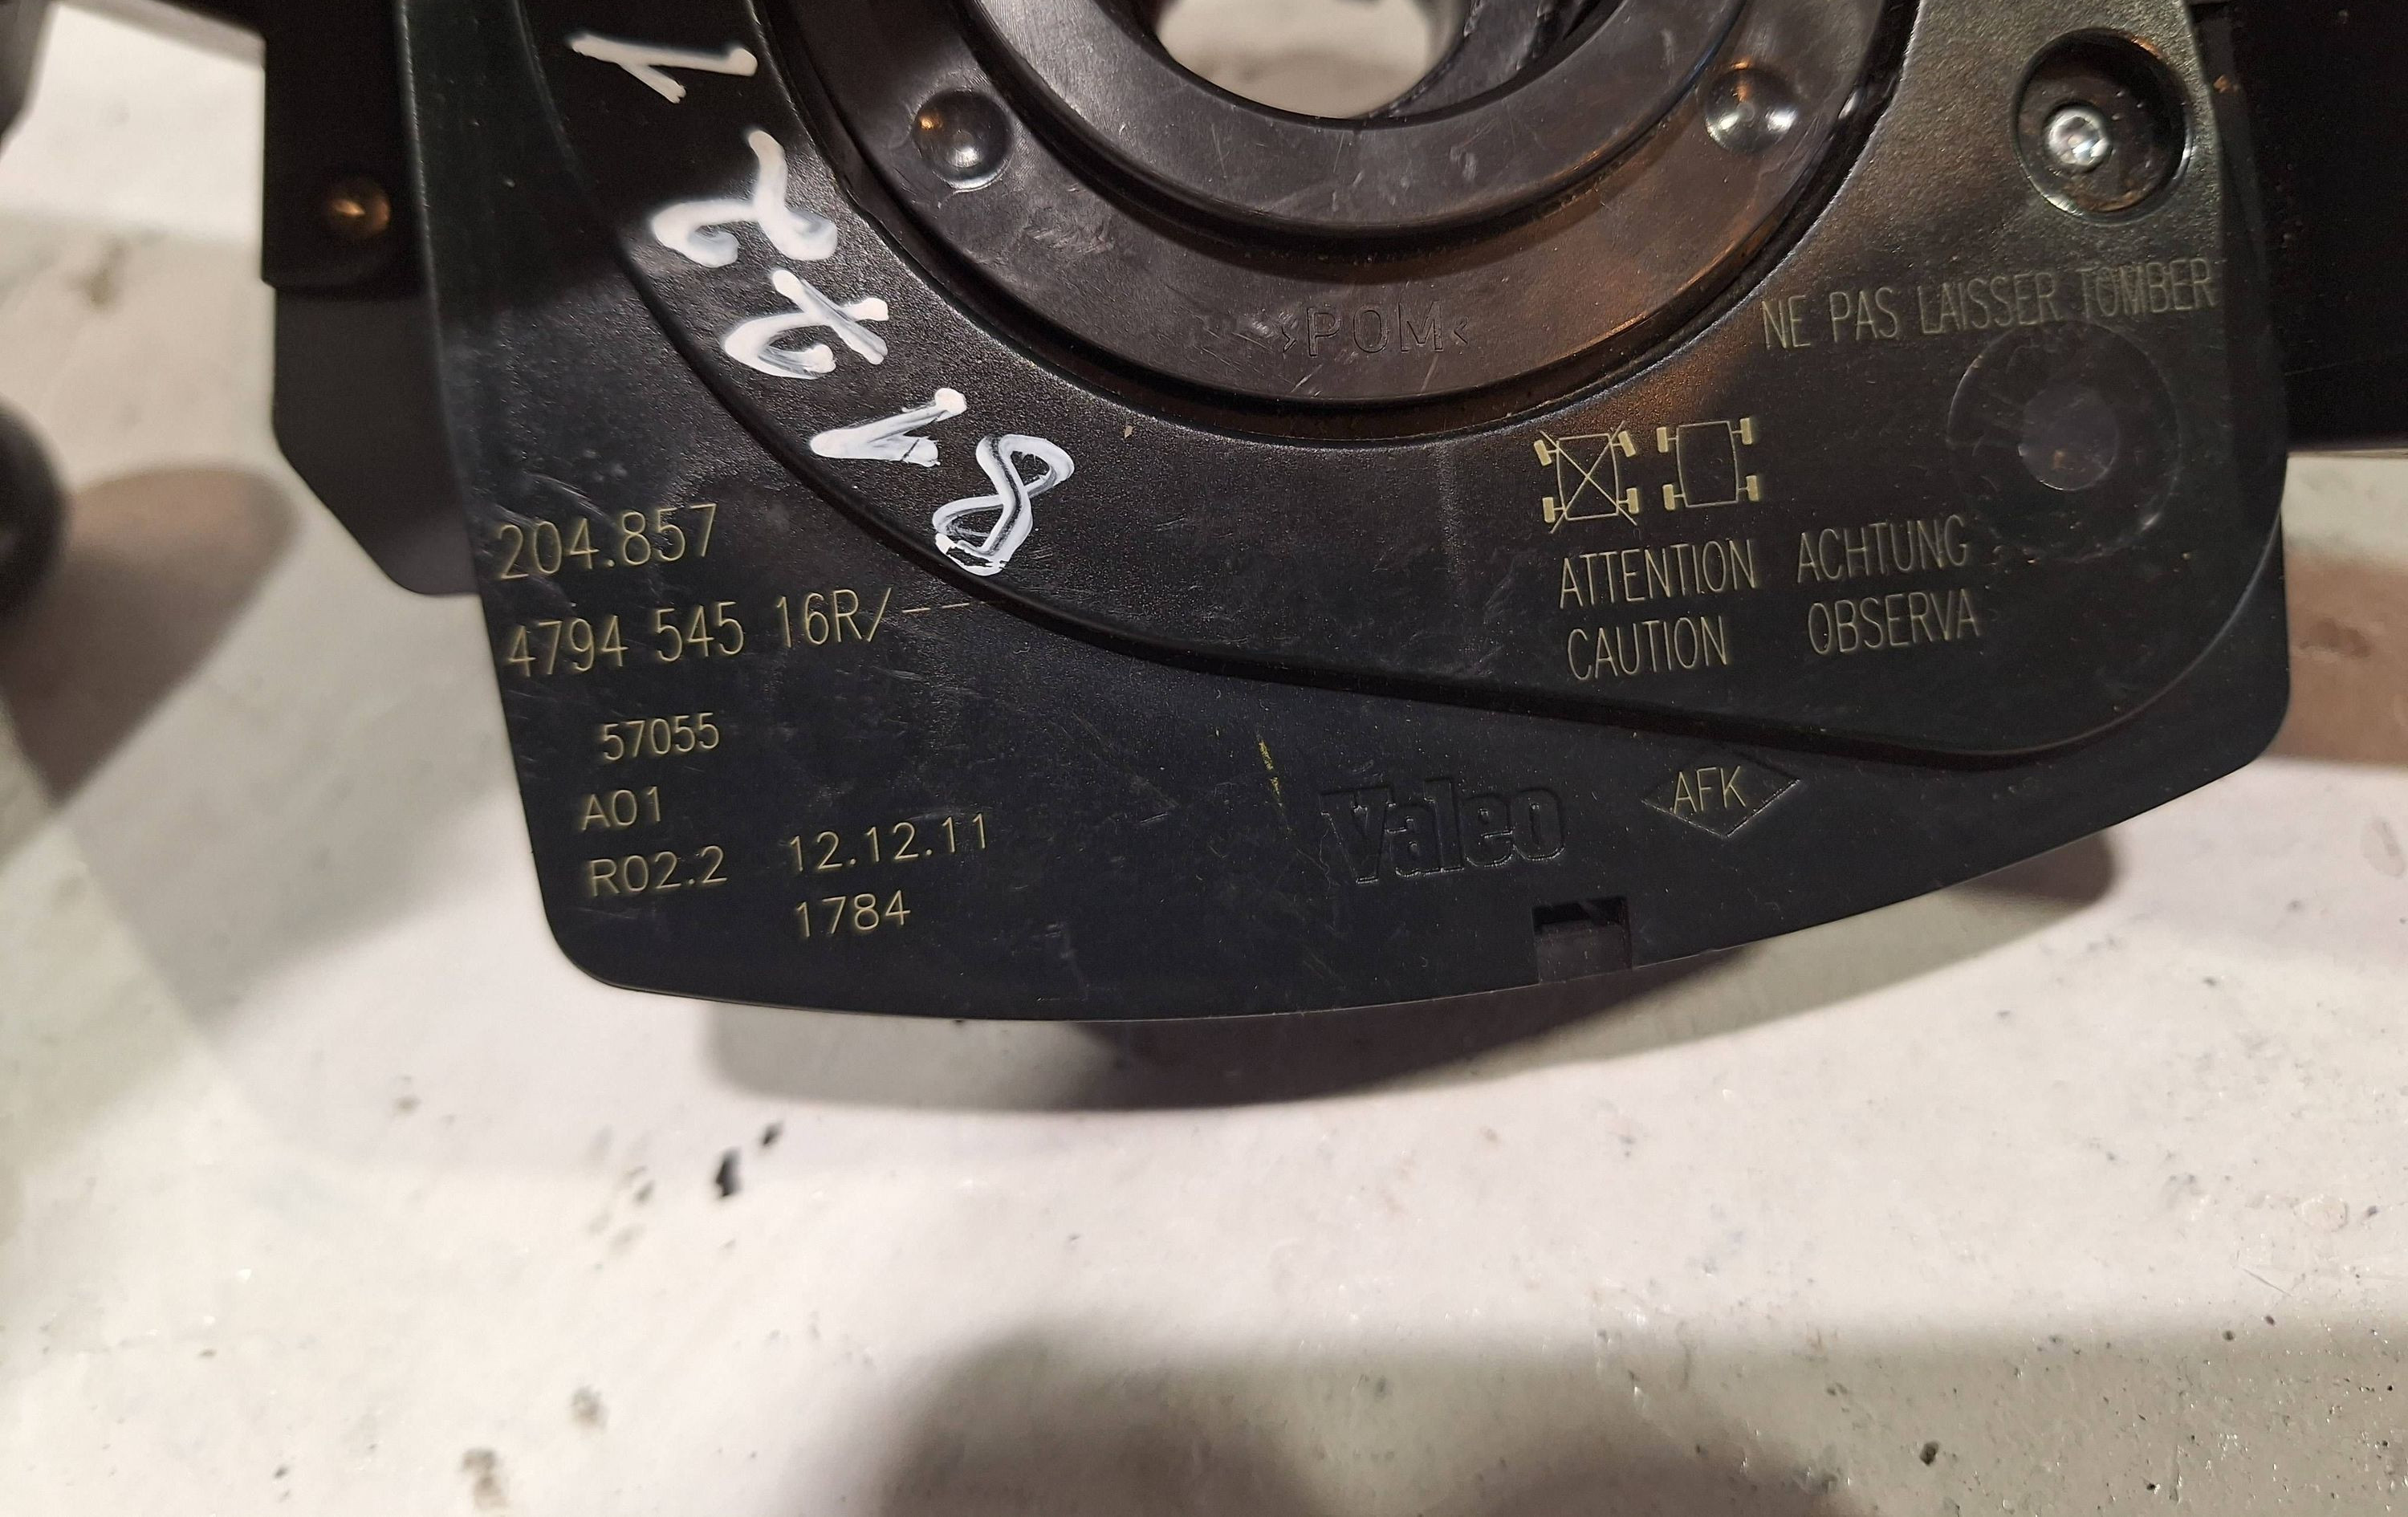 >POM<
NE PAS LAISSER TOMBER
204.857
4794 545 16R/---
ATTENTION ACHTUNG
CAUTION OBSERVA
57055
A01
R02.2 12.12.11
1784
Valeo
AFK